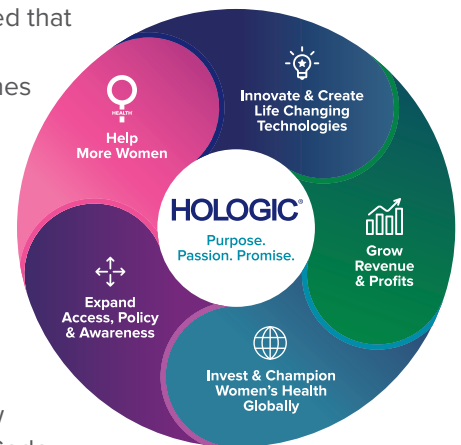 ed that
nes
HEALTH
Help
More Women
Innovate & Create
Life Changing
Technologies
HOLOGIC®
Purpose.
Passion. Promise.
Grow
Revenue
& Profits
Expand
Access, Policy
& Awareness
Invest & Champion
Women's Health
Globally